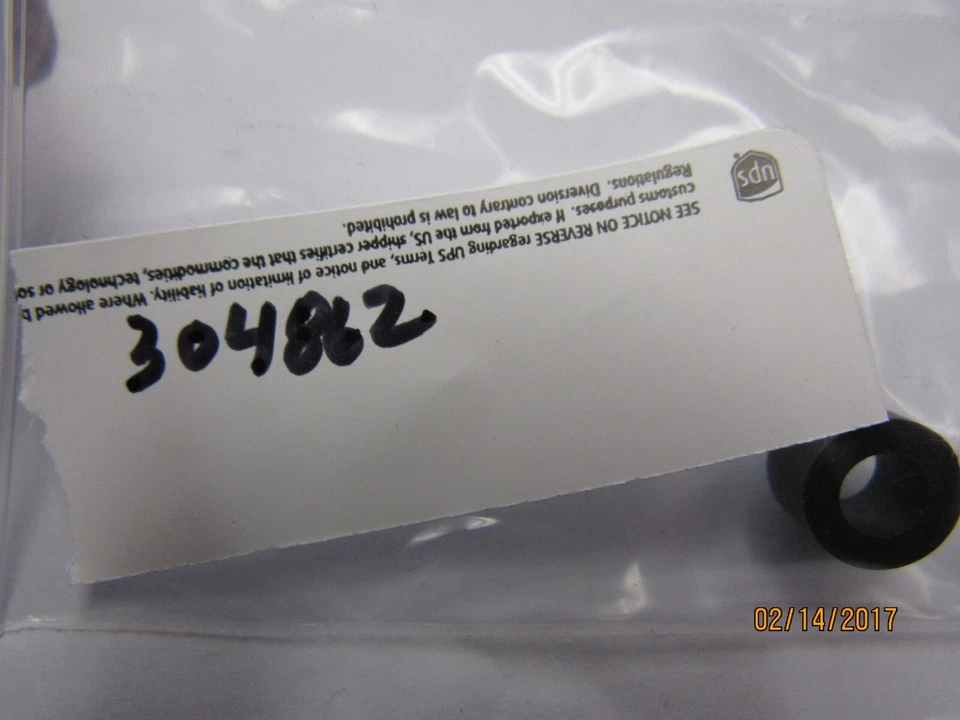 304862
ups
SEE NOTICE ON REVERSE regarding UPS Terms, and notice of limitation of liability. Where allowed b
customs purposes. If exported from the US, shipper certifies that the commodities, technology or so
Regulations. Diversion contrary to law is prohibited.
02/14/2017